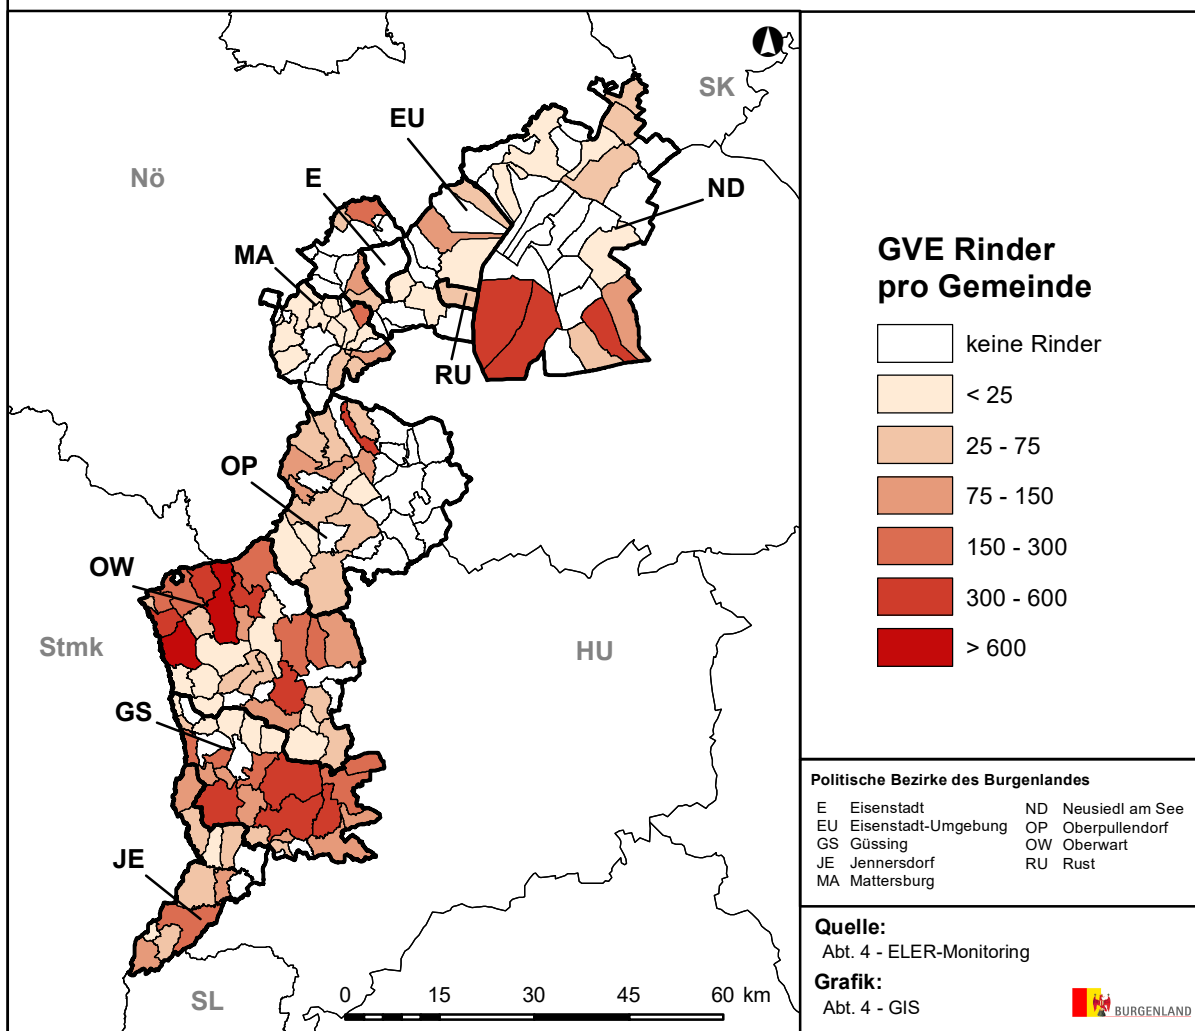 SK
EU
Nö
E
ND
MA
RU
OP
OW
Stmk
HU
GS
JE
SL
0 15 30 45 60 km
GVE Rinder
pro Gemeinde
keine Rinder
< 25
25 - 75
75 - 150
150 - 300
300 - 600
> 600
Politische Bezirke des Burgenlandes
E Eisenstadt
EU Eisenstadt-Umgebung
GS Güssing
JE Jennersdorf
MA Mattersburg
ND Neusiedl am See
OP Oberpullendorf
OW Oberwart
RU Rust
Quelle:
Abt. 4 - ELER-Monitoring
Grafik:
Abt. 4 - GIS
BURGENLAND